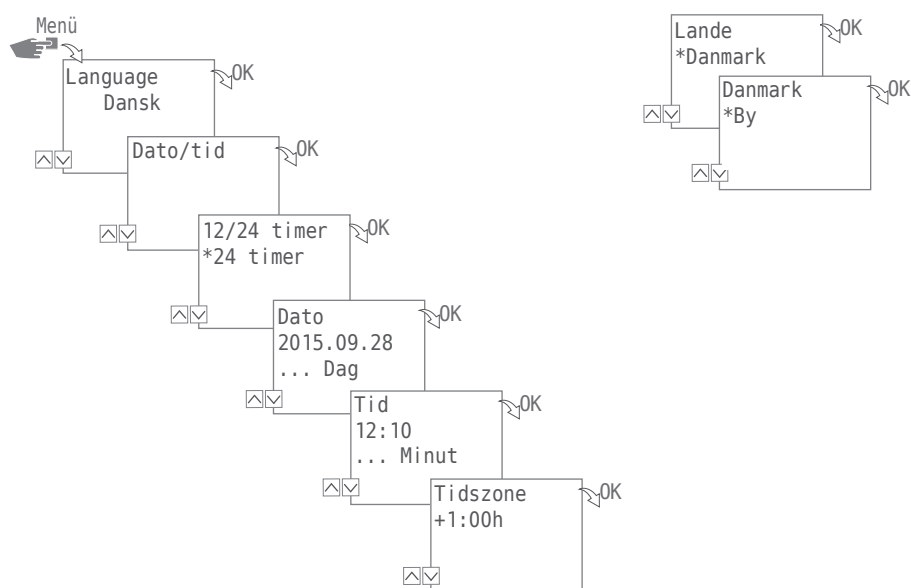 Menü
Language
Dansk
OK
Dato/tid
OK
12/24 timer
*24 timer
OK
Dato
2015.09.28
... Dag
OK
Tid
12:10
... Minut
OK
Tidszone
+1:00h
OK
Lande
*Danmark
OK
Danmark
*By
OK